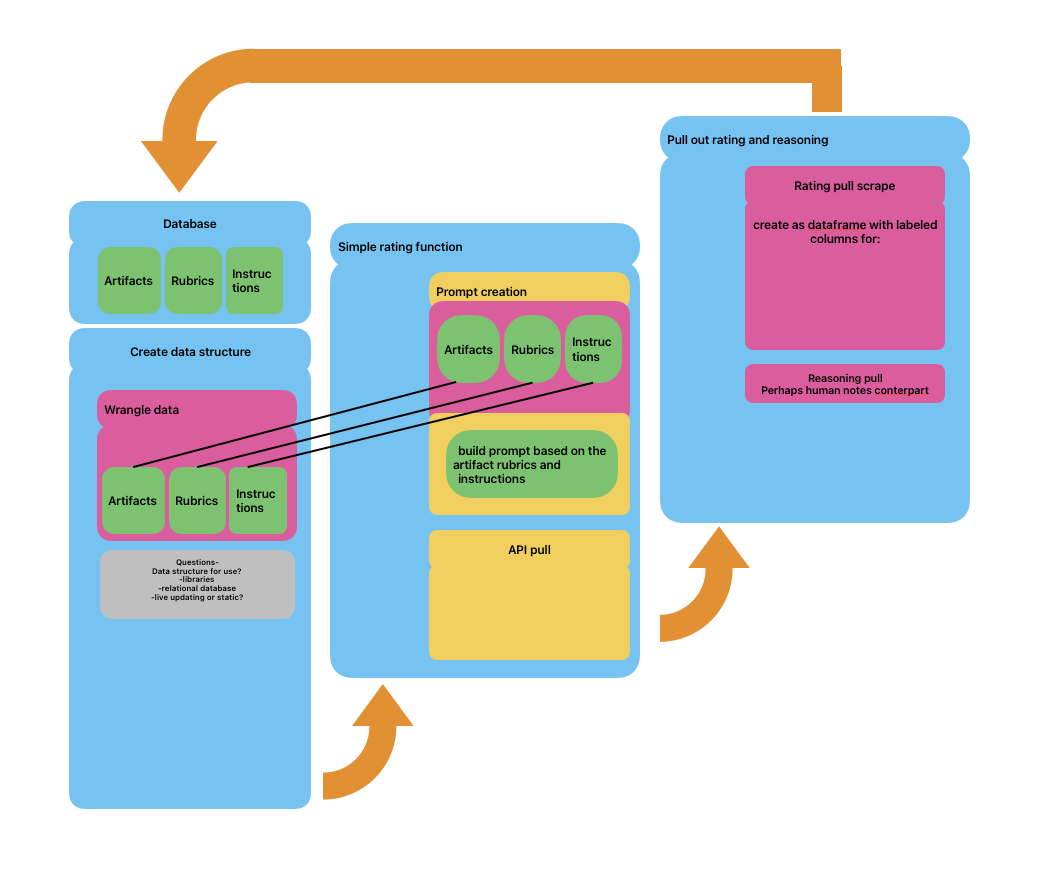 Database
Artifacts
Rubrics
Instruc
tions
Create data structure
Wrangle data
Artifacts
Rubrics
Instruc
tions
Questions-
Data structure for use?
-libraries
-relational database
-live updating or static?
Simple rating function
Prompt creation
Artifacts
Rubrics
Instruc
tions
build prompt based on the
artifact rubrics and
instructions
API pull
Pull out rating and reasoning
Rating pull scrape
create as dataframe with labeled
columns for:
Reasoning pull
Perhaps human notes conterpart